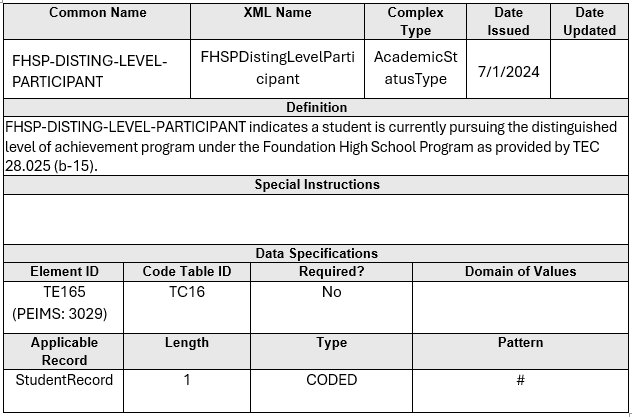 Common Name XML Name Complex Type Date Issued Date Updated
FHSP-DISTING-LEVEL-PARTICIPANT FHSPDistingLevelParticipant AcademicStatusType 7/1/2024
Definition
FHSP-DISTING-LEVEL-PARTICIPANT indicates a student is currently pursuing the distinguished
level of achievement program under the Foundation High School Program as provided by TEC
28.025 (b-15).
Special Instructions
Data Specifications
Element ID Code Table ID Required? Domain of Values
TE165 TC16 No
(PEIMS: 3029)
Applicable Record Length Type Pattern
StudentRecord 1 CODED #